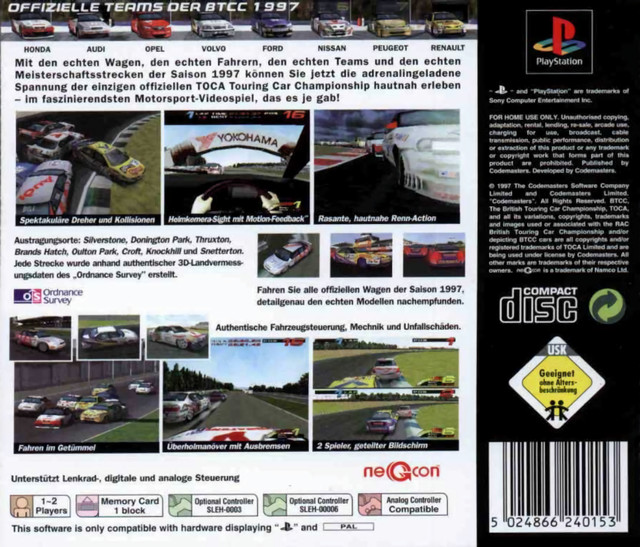 OFFIZIELLE TEAMS DER BTCC 1997
HONDA AUDI OPEL VOLVO FORD NISSAN PEUGEOT RENAULT
Mit den echten Wagen, den echten Fahrern, den echten Teams und den echten
Meisterschaftsstrecken der Saison 1997 können Sie jetzt die adrenalingeladene
Spannung der einzigen offiziellen TOCA Touring Car Championship hautnah erleben
– im faszinierendsten Motorsport-Videospiel, das es je gab!
YOKOHAMA
Spektakuläre Dreher und Kollisionen
Helmkemera-Sight mit Motion-Feedback"
Rasante, hautnahe Renn-Action
Austragungsorte: Silverstone, Donington Park, Thruxton,
Brands Hatch, Oulton Park, Croft, Knockhill und Snetterton.
Jede Strecke wurde anhand authentischer 3D-Landvermes-
sungsdaten des „Ordnance Survey" erstellt.
OS Ordnance
Survey
Fahren Sie alle offiziellen Wagen der Saison 1997,
detailgenau den echten Modellen nachempfunden.
Authentische Fahrzeugsteuerung, Mechnik und Unfallschäden.
Fahren im Getümmel
Überholmanöver mit Ausbremsen
2 Spieler, geteilter Bildschirm
Unterstützt Lenkrad-, digitale und analoge Steuerung
neGcon
1–2
Players
Memory Card
1 block
Optional Controller
SLEH-0003
Optional Controller
SLEH-00006
Analog Controller
Compatible
This software is only compatible with hardware displaying " " and PAL
PlayStation
" " and "PlayStation" are trademarks of
Sony Computer Entertainment Inc.
FOR HOME USE ONLY. Unauthorised copying,
adaptation, rental, lending, re-sale, arcade use,
charging for use, broadcast, cable
transmission, public performance, distribution
or extraction of this product or any trademark
or copyright work that forms part of this
product are prohibited. Published by
Codemasters. Developed by Codemasters.
© 1997 The Codemasters Software Company
Limited and Codemasters Limited.
"Codemasters". All Rights Reserved. BTCC,
The British Touring Car Championship, TOCA,
and all its variations, copyrights, trademarks
and images used or associated with the RAC
British Touring Car Championship and/or
depicting BTCC cars are all copyrights and/or
registered trademarks of TOCA Limited and are
being used under license by Codemasters. All
other marks are trademarks of their respective
owners. neGcon is a trademark of Namco Ltd.
COMPACT
disc
USK
Geeignet
ohne Alters-
beschränkung
5 024866 240153